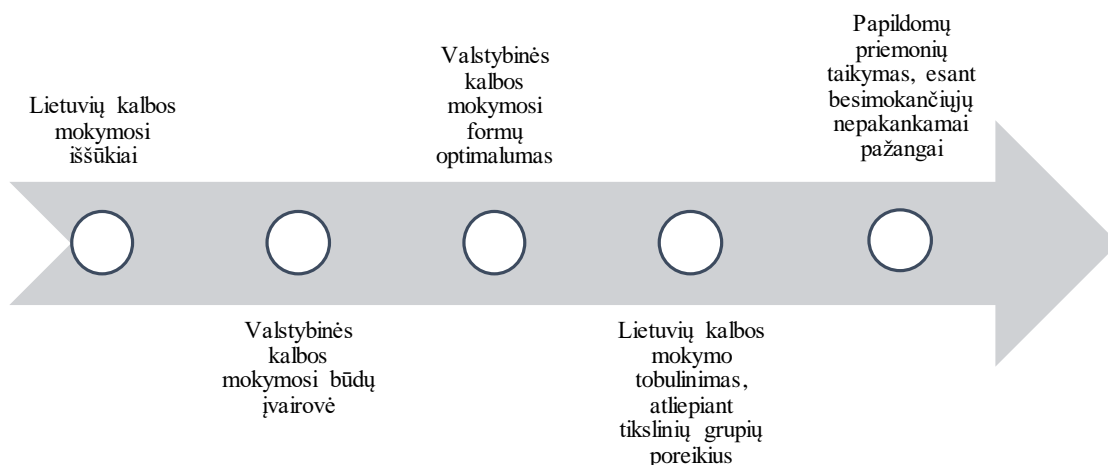 Lietuvių kalbos
mokymosi
iššūkiai
Valstybinės
kalbos
mokymosi būdų
įvairovė
Valstybinės
kalbos
mokymosi
formų
optimalumas
Lietuvių kalbos
mokymo
tobulinimas,
atliepiant
tikslinių grupių
poreikius
Papildomų
priemonių
taikymas, esant
besimokančiųjų
nepakankamai
pažangai